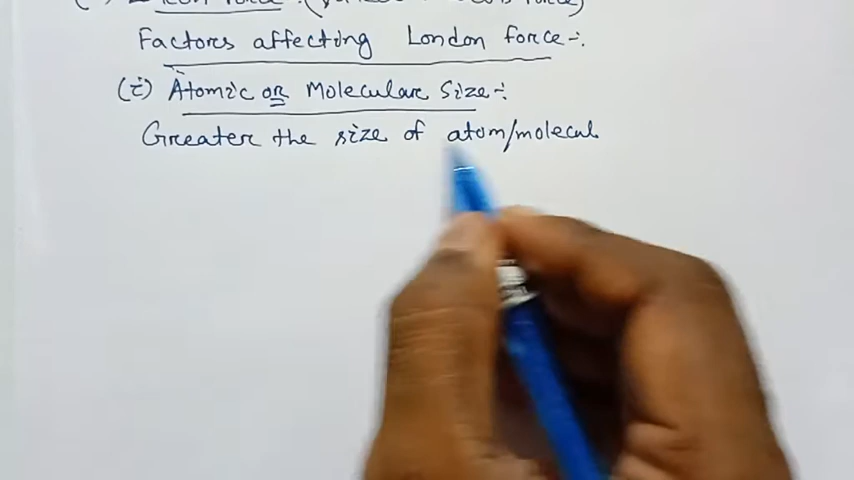 Factors affecting London force:-
(i) Atomic or Molecular Size:-
Greater the size of atom/molecul